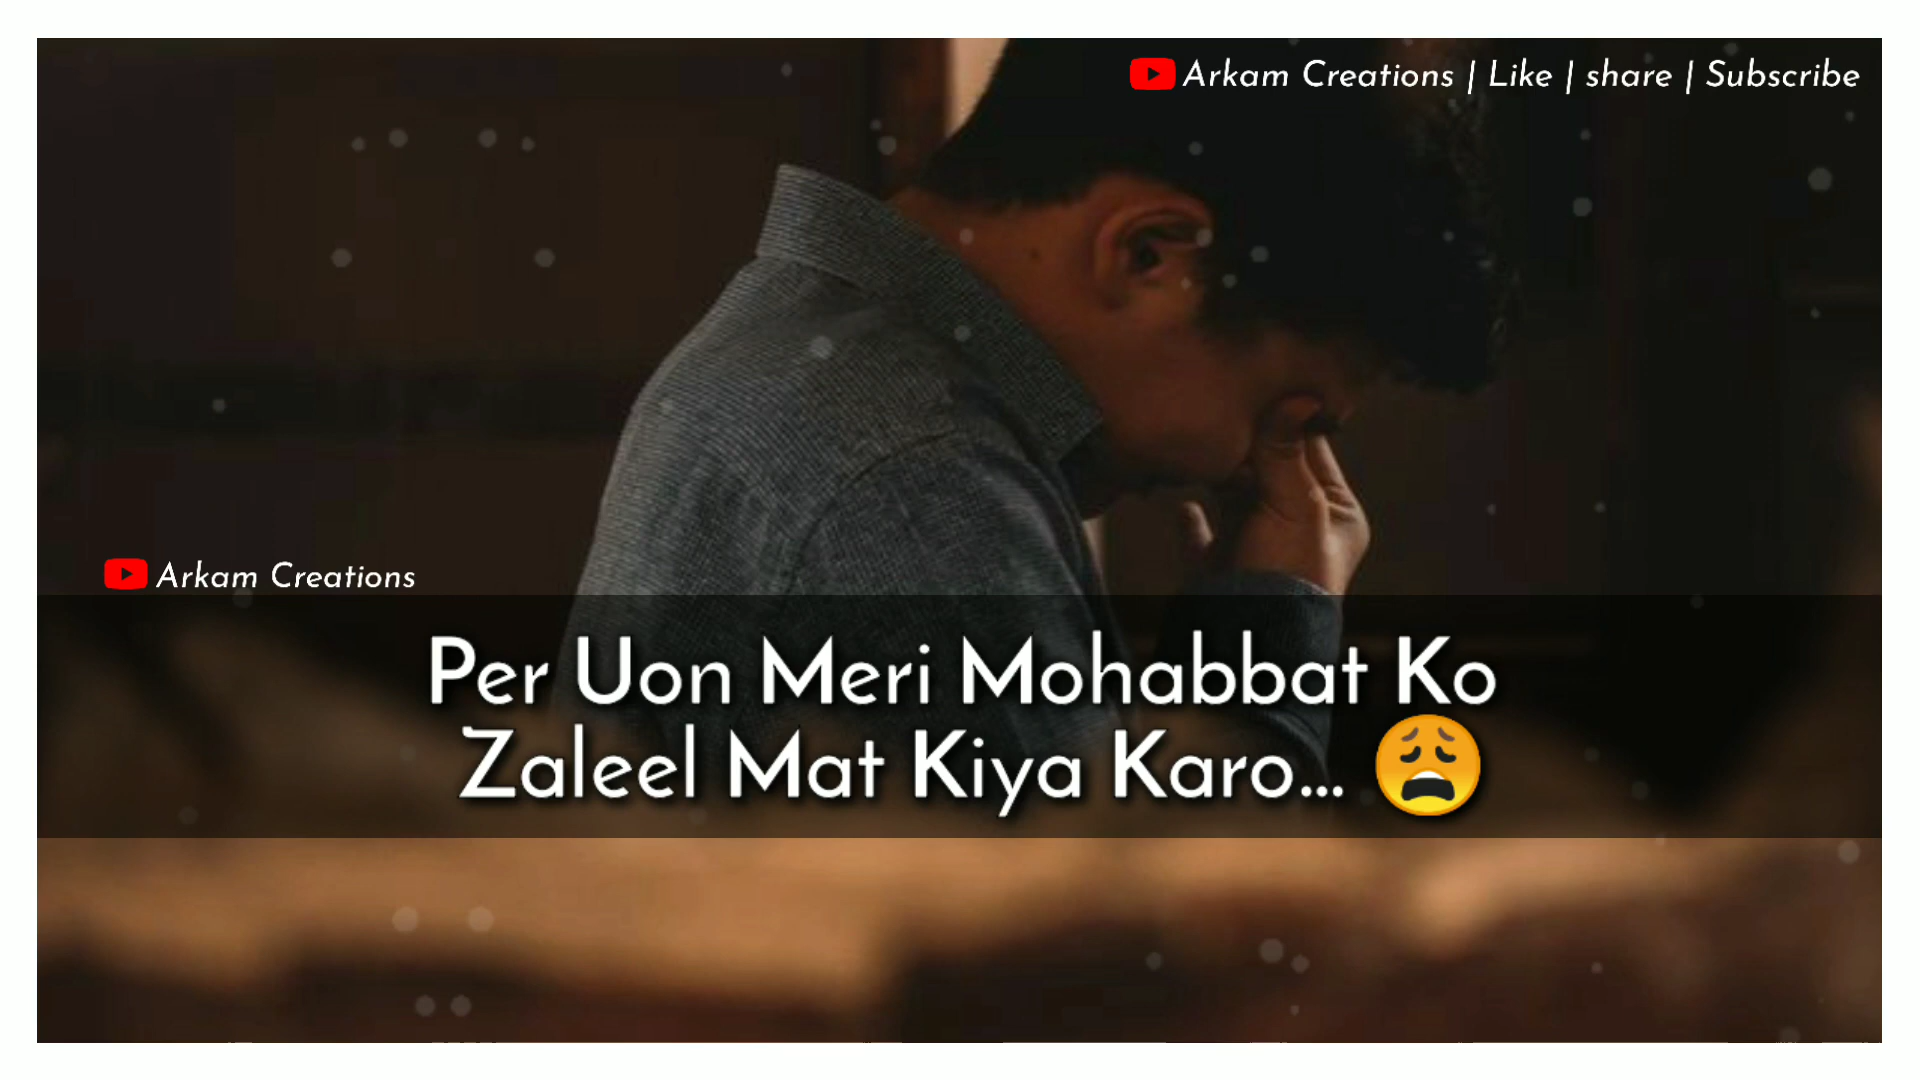 Arkam Creations | Like | share | Subscribe
Arkam Creations
Per Uon Meri Mohabbat Ko
Zaleel Mat Kiya Karo... 😩